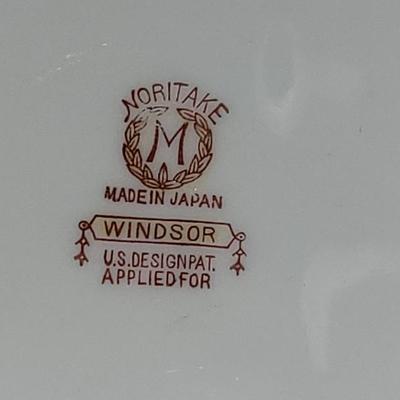 NORITAKE
M
MADE IN JAPAN
WINDSOR
U.S. DESIGN PAT.
APPLIED FOR